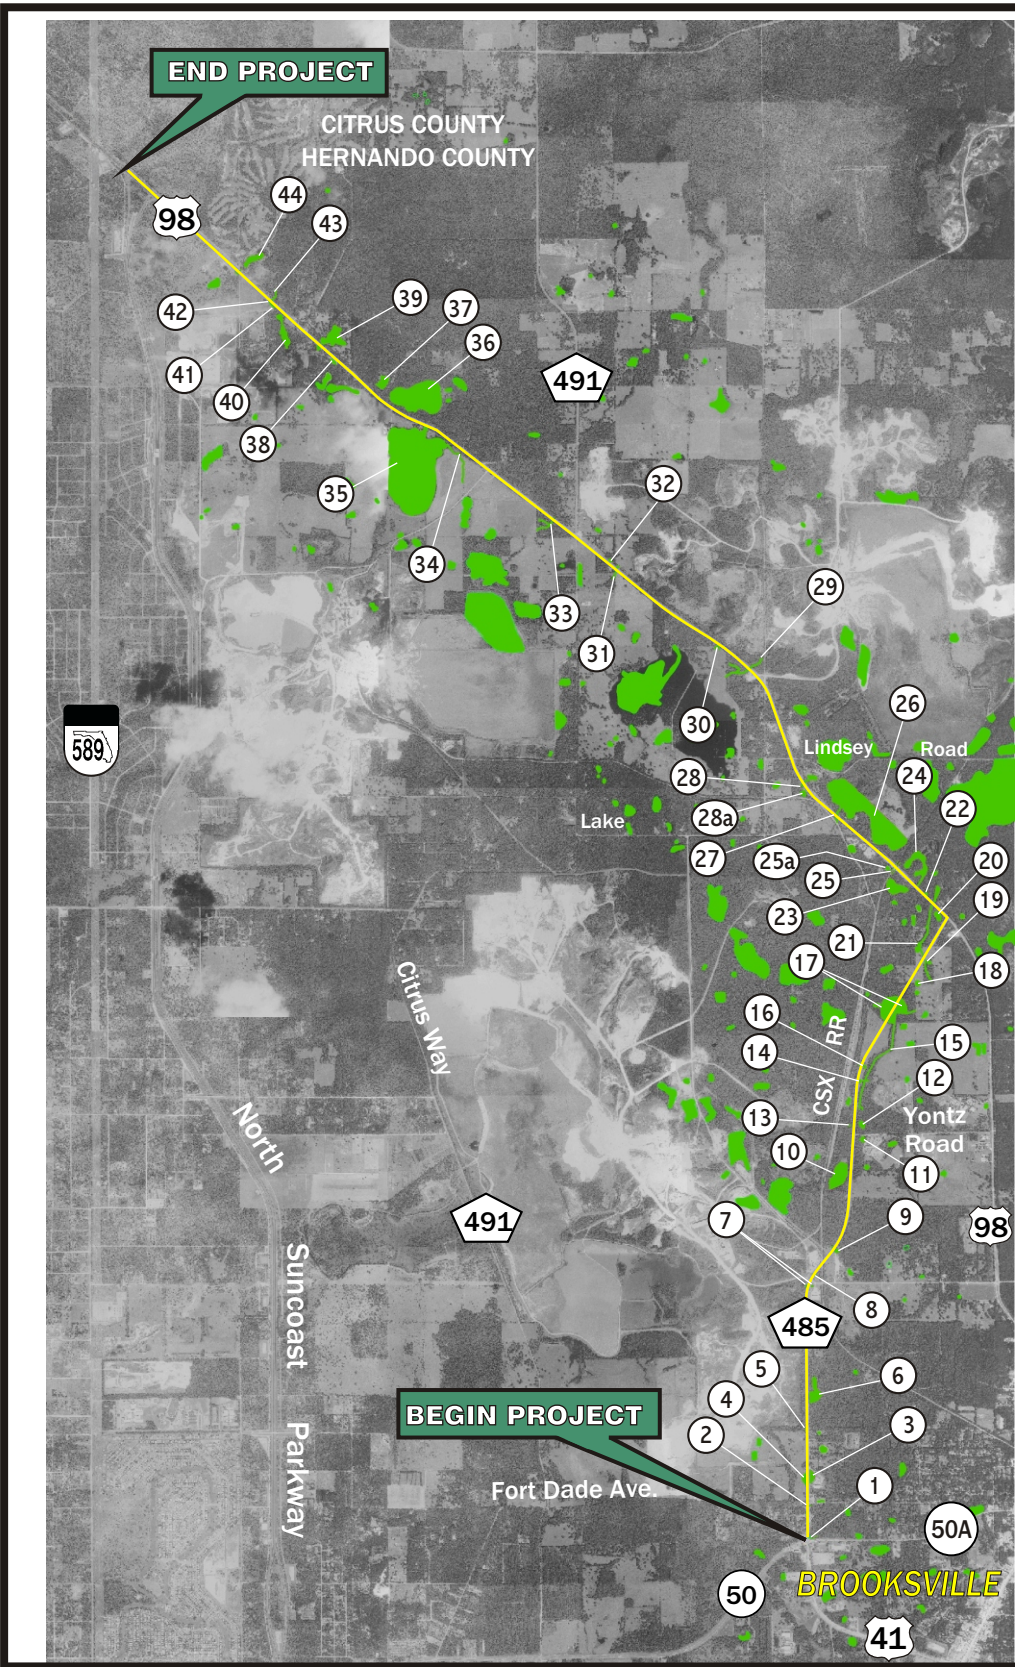 END PROJECT
CITRUS COUNTY
HERNANDO COUNTY
44
98
43
42
39
37
36
41
491
40
38
35
32
34
29
33
31
26
30
589
Lindsey Road
28
24
28a
22
Lake
27
25a
20
25
19
23
21
17
18
Citrus Way
16
RR
15
14
12
CSX
13
Yontz
Road
North
10
11
7
9
491
98
8
485
Suncoast
5
6
4
BEGIN PROJECT
3
2
Parkway
1
Fort Dade Ave.
50A
BROOKSVILLE
50
41